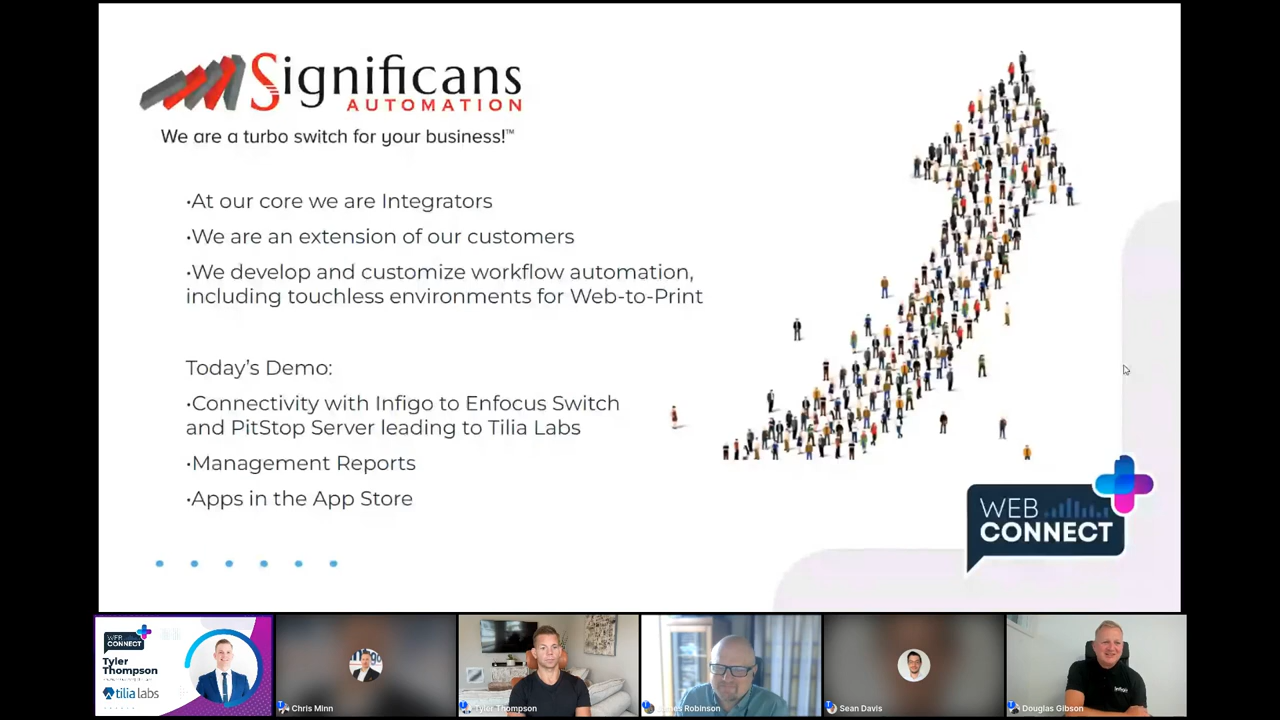 Significans
AUTOMATION
We are a turbo switch for your business!™
•At our core we are Integrators
•We are an extension of our customers
•We develop and customize workflow automation,
including touchless environments for Web-to-Print
Today's Demo:
•Connectivity with Infigo to Enfocus Switch
and PitStop Server leading to Tilia Labs
•Management Reports
•Apps in the App Store
WEB
CONNECT
WEB
CONNECT
Tyler
Thompson
tilia labs
Chris Minn
Tyler Thompson
Robinson
Sean Davis
Infigo
Douglas Gibson